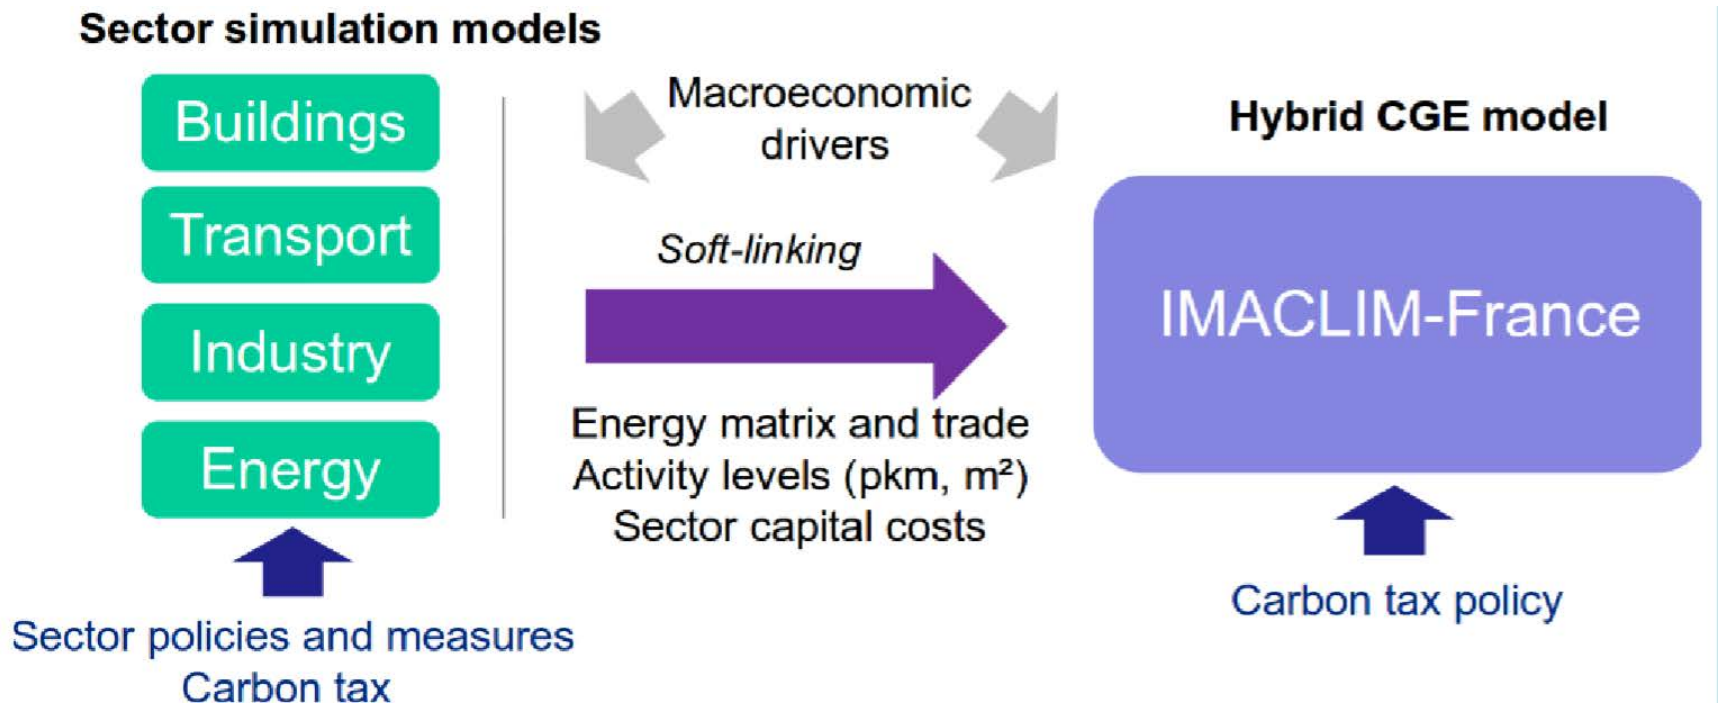 Sector simulation models
Buildings
Transport
Industry
Energy
Sector policies and measures
Carbon tax
Macroeconomic
drivers
Soft-linking
Energy matrix and trade
Activity levels (pkm, m²)
Sector capital costs
Hybrid CGE model
IMACLIM-France
Carbon tax policy